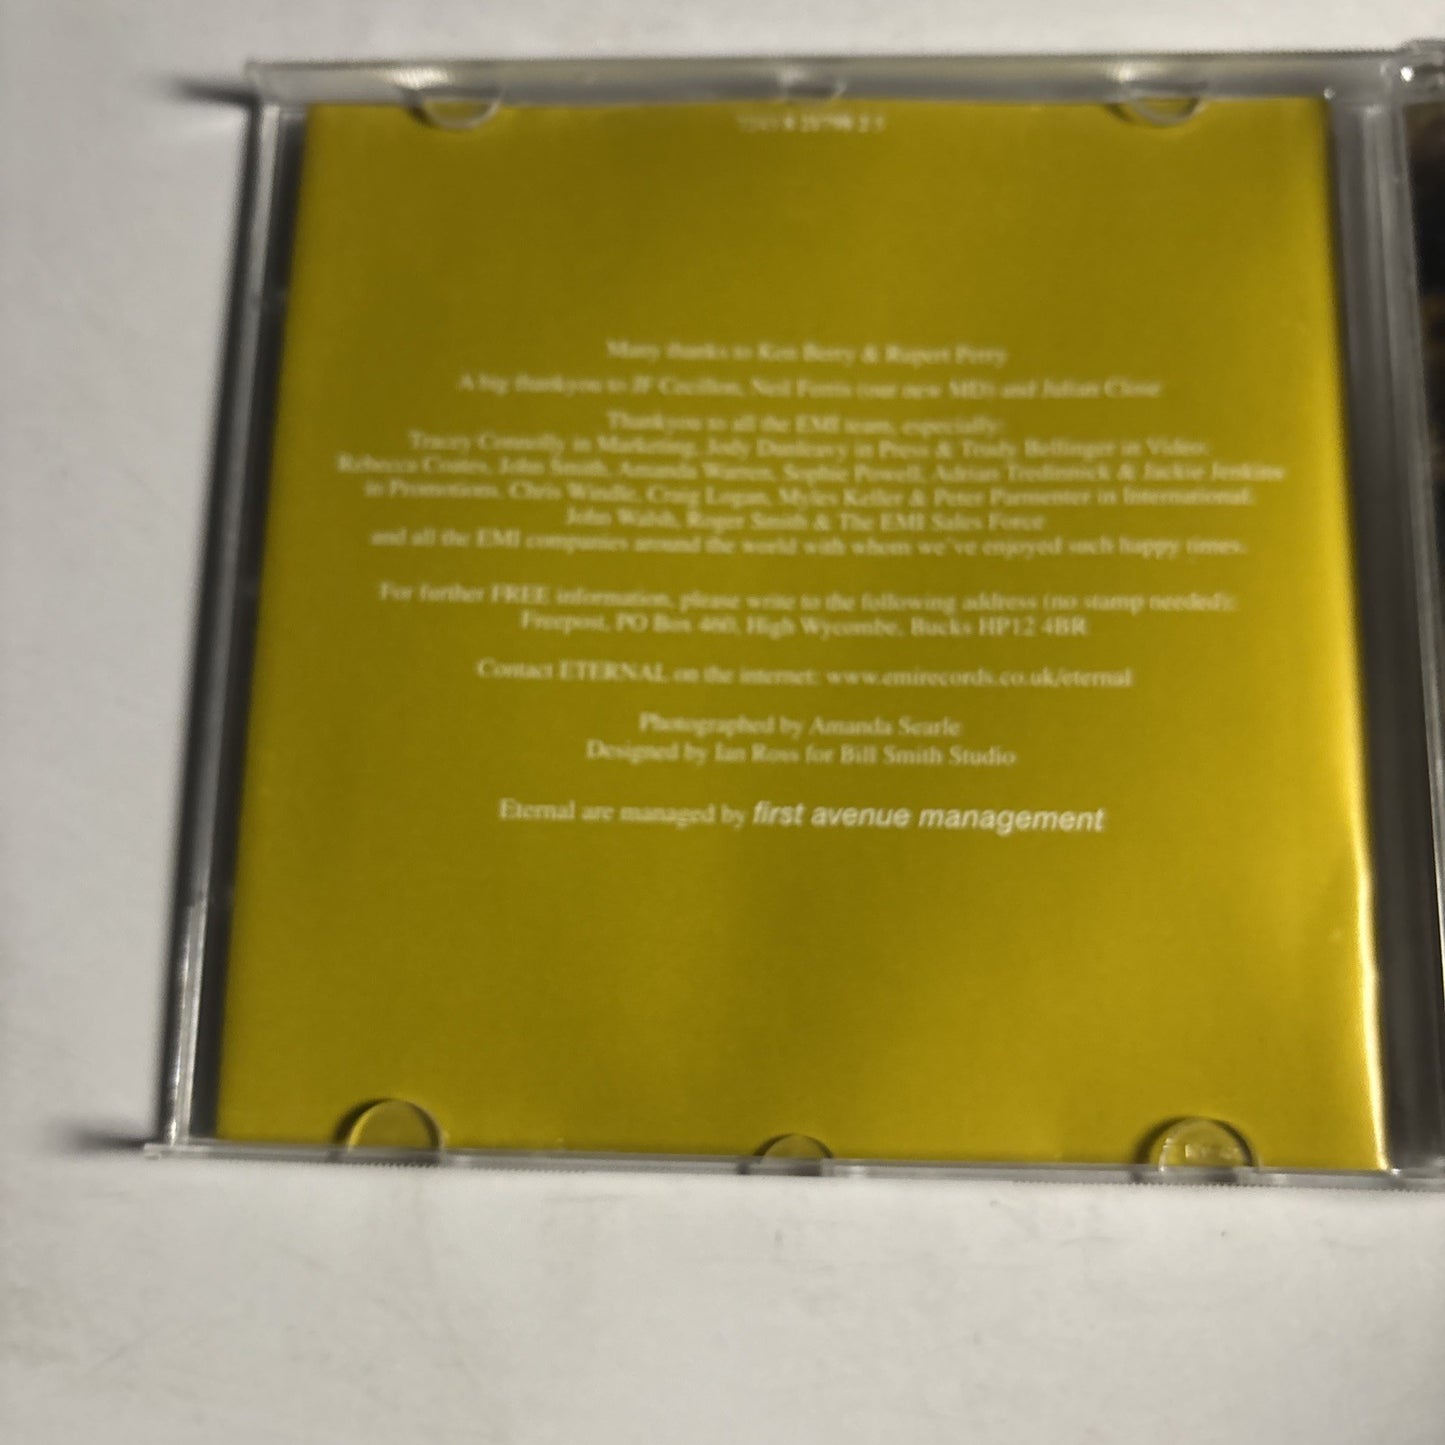 Many thanks to Ken Berry & Rupert Perry
A big thankyou to JF Cecillon, Neil Ferris (our new MD) and Julian Close
Thankyou to all the EMI team, especially:
Tracey Connolly in Marketing, Jody Dunleavy in Press & Trudy Bellinger in Video.
Rebecca Coates, John Smith, Amanda Warren, Sophie Powell, Adrian Tredinnick & Jackie Jenkins
in Promotions. Chris Windle, Craig Logan, Myles Keller & Peter Parmenter in International.
John Walsh, Roger Smith & The EMI Sales Force
and all the EMI companies around the world with whom we've enjoyed such happy times.
For further FREE information, please write to the following address (no stamp needed):
Freepost, PO Box 460, High Wycombe, Bucks HP12 4BR
Contact ETERNAL on the internet: www.emirecords.co.uk/eternal
Photographed by Amanda Searle
Designed by Ian Ross for Bill Smith Studio
Eternal are managed by first avenue management